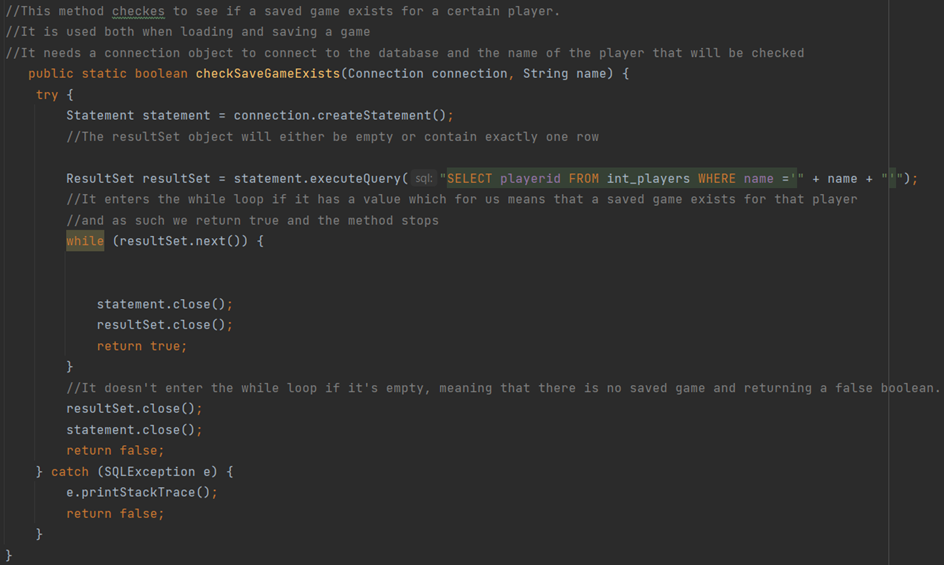 //This method checkes to see if a saved game exists for a certain player.
//It is used both when loading and saving a game
//It needs a connection object to connect to the database and the name of the player that will be checked
public static boolean checkSaveGameExists(Connection connection, String name) {
try {
Statement statement = connection.createStatement();
//The resultSet object will either be empty or contain exactly one row
ResultSet resultSet = statement.executeQuery( sql: "SELECT playerid FROM int_players WHERE name ='" + name + "'");
//It enters the while loop if it has a value which for us means that a saved game exists for that player
//and as such we return true and the method stops
while (resultSet.next()) {
statement.close();
resultSet.close();
return true;
}
//It doesn't enter the while loop if it's empty, meaning that there is no saved game and returning a false boolean.
resultSet.close();
statement.close();
return false;
} catch (SQLException e) {
e.printStackTrace();
return false;
}
}